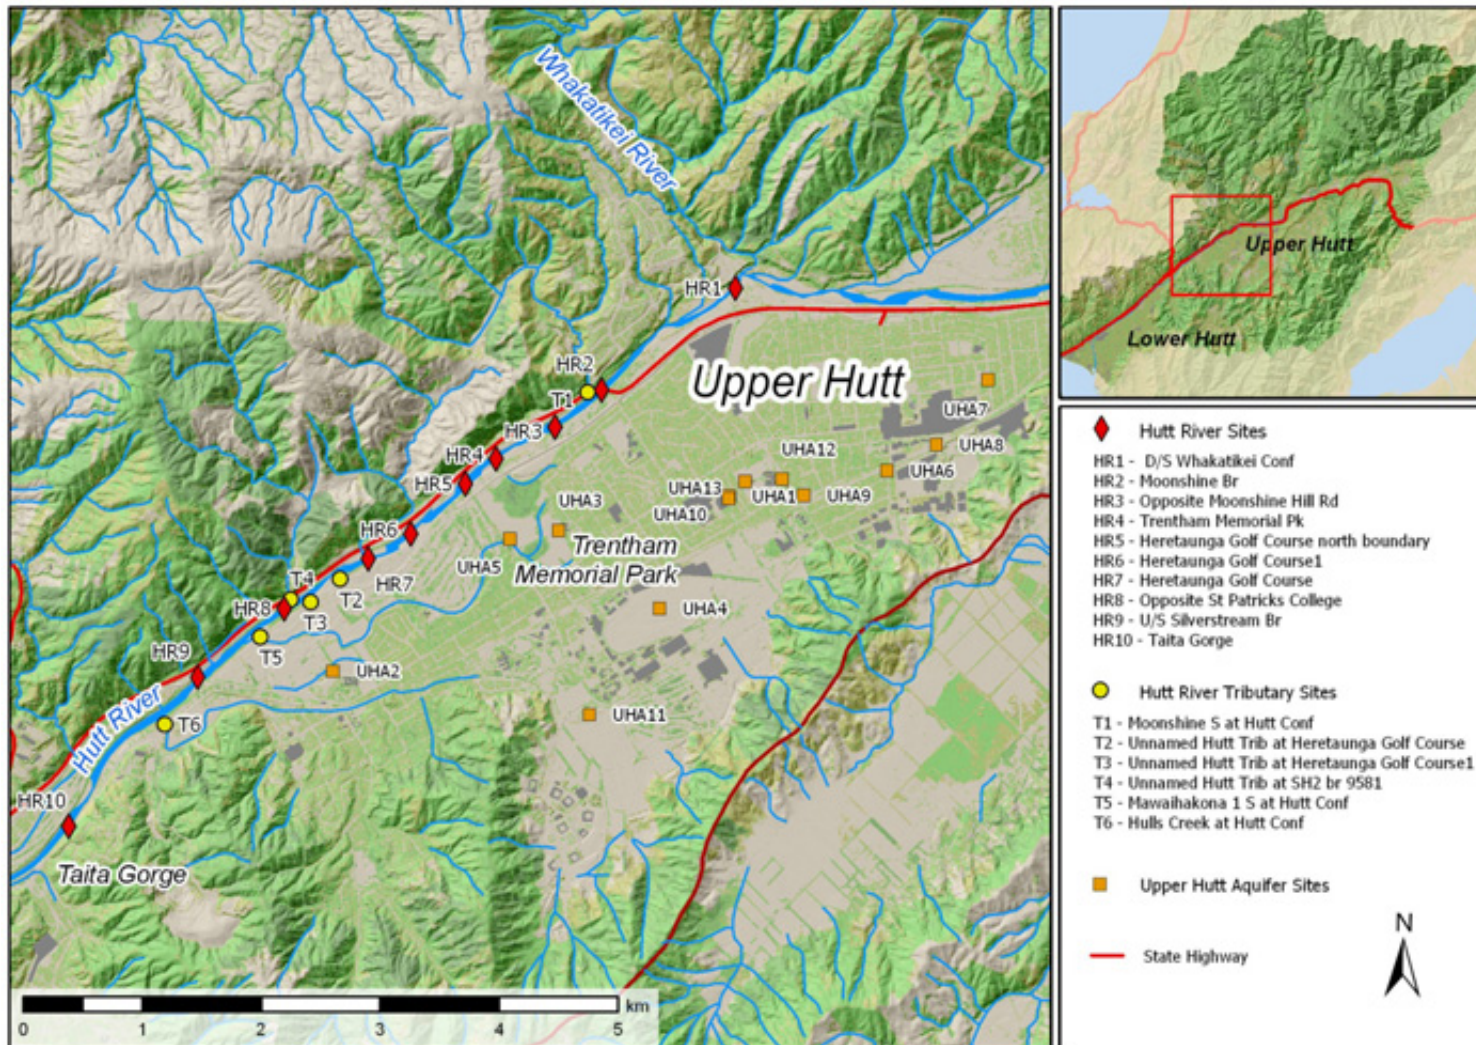 Whakatikei River
HR1
HR2
Upper Hutt
T1
HR3
UHA7
HR4
UHA12
UHA8
HR5
UHA13
UHA1
UHA6
UHA3
UHA10
UHA9
HR6
Trentham
Memorial Park
UHA5
HR7
T4
T2
HR8
T3
UHA4
T5
HR9
UHA2
Hutt River
T6
UHA11
HR10
Taita Gorge
km
0 1 2 3 4 5
Upper Hutt
Lower Hutt
Hutt River Sites
HR1 - D/S Whakatikei Conf
HR2 - Moonshine Br
HR3 - Opposite Moonshine Hill Rd
HR4 - Trentham Memorial Pk
HR5 - Heretaunga Golf Course north boundary
HR6 - Heretaunga Golf Course1
HR7 - Heretaunga Golf Course
HR8 - Opposite St Patricks College
HR9 - U/S Silverstream Br
HR10 - Taita Gorge
Hutt River Tributary Sites
T1 - Moonshine S at Hutt Conf
T2 - Unnamed Hutt Trib at Heretaunga Golf Course
T3 - Unnamed Hutt Trib at Heretaunga Golf Course1
T4 - Unnamed Hutt Trib at SH2 br 9581
T5 - Mawaihakona 1 S at Hutt Conf
T6 - Hulls Creek at Hutt Conf
Upper Hutt Aquifer Sites
State Highway
N